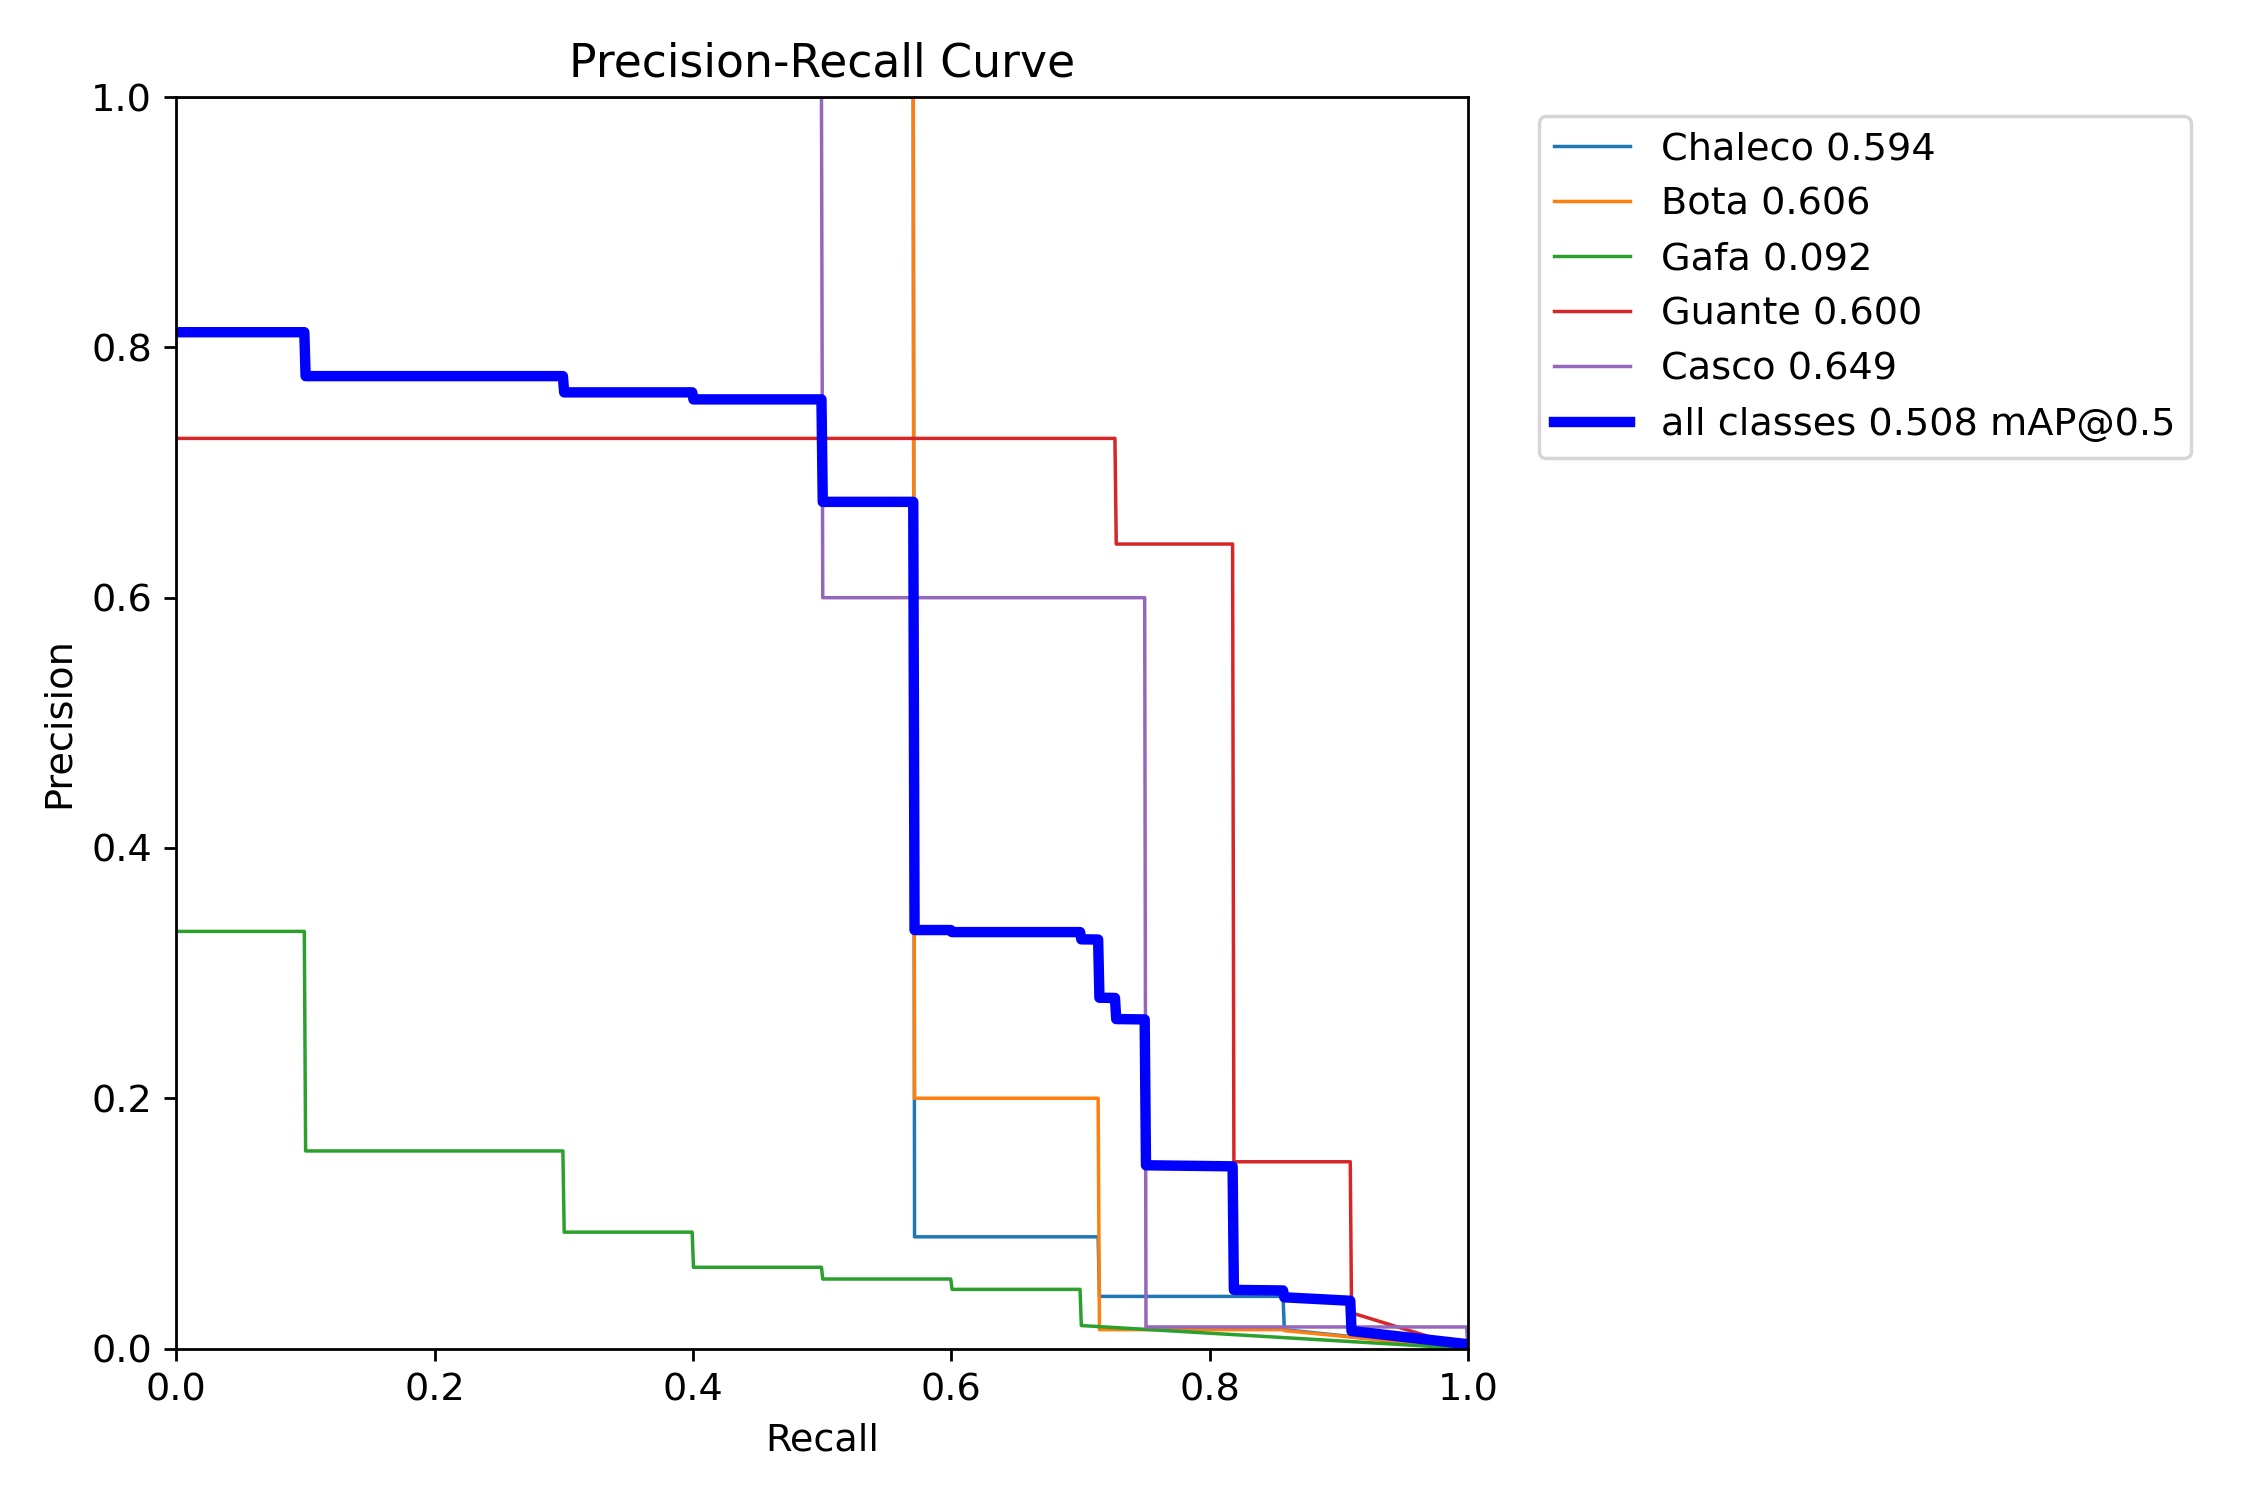 Precision-Recall Curve
1.0
0.8
0.6
0.4
0.2
0.0
Precision
0.0 0.2 0.4 0.6 0.8 1.0
Recall
Chaleco 0.594
Bota 0.606
Gafa 0.092
Guante 0.600
Casco 0.649
all classes 0.508 mAP@0.5